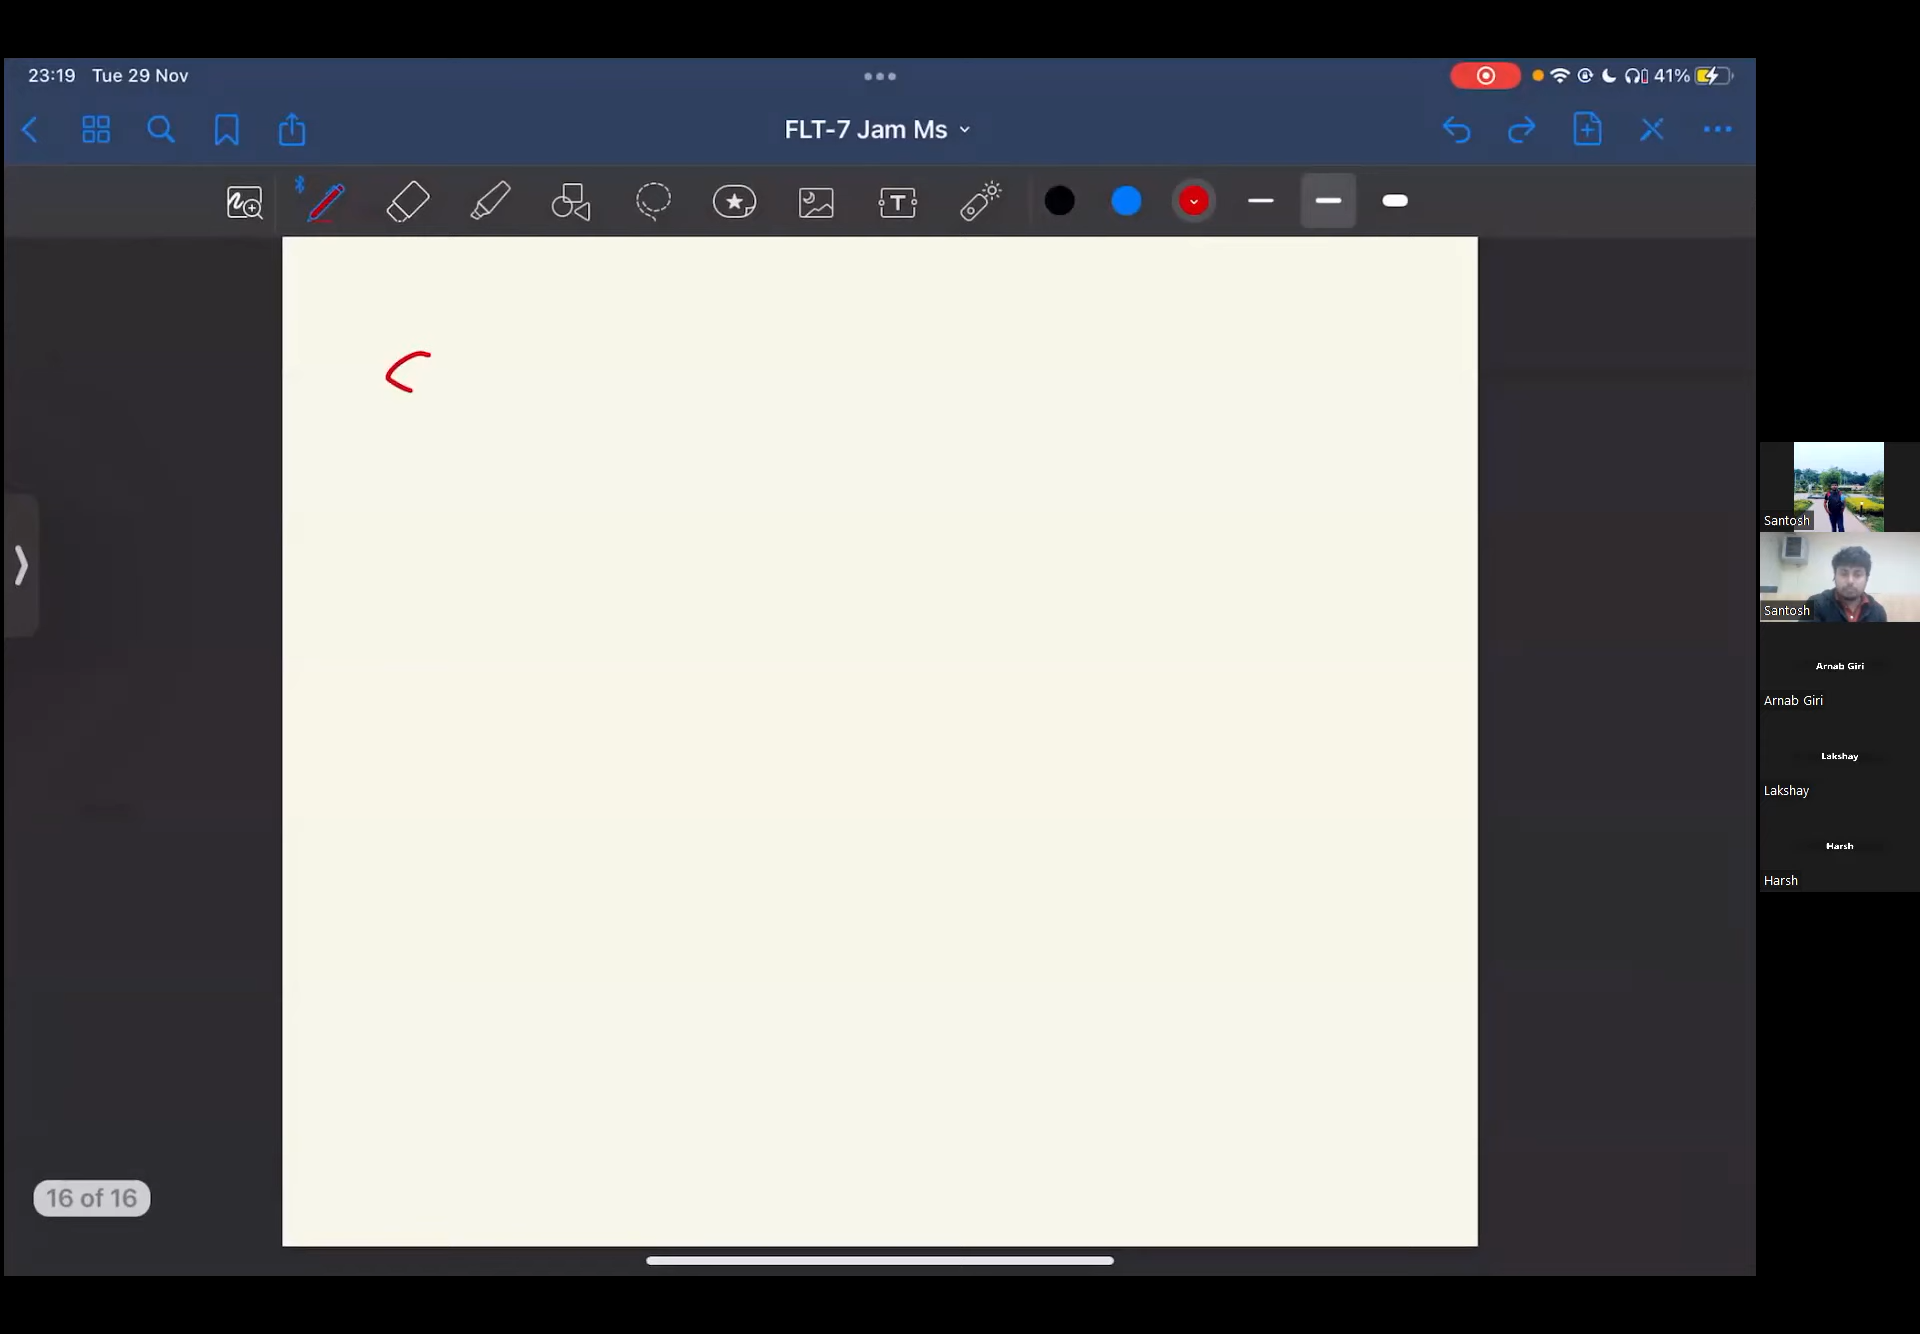 23:19 Tue 29 Nov
41%
FLT-7 Jam Ms
T
Santosh
Santosh
Arnab Giri
Arnab Giri
Lakshay
Lakshay
Harsh
Harsh
16 of 16